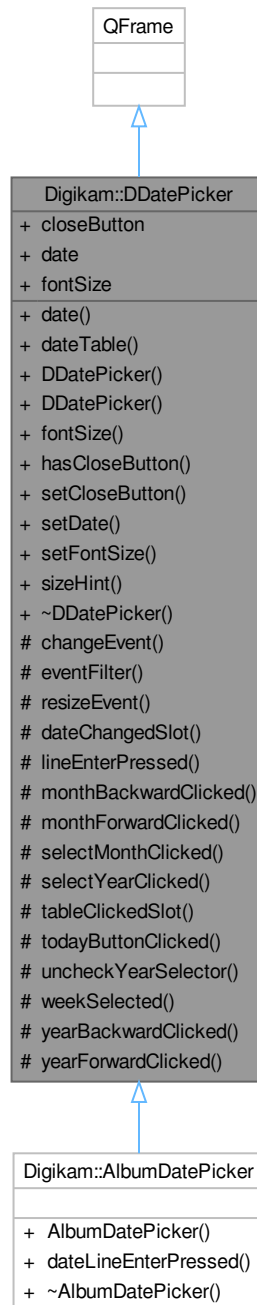 QFrame
Digikam::DDatePicker
+ closeButton
+ date
+ fontSize
+ date()
+ dateTable()
+ DDatePicker()
+ DDatePicker()
+ fontSize()
+ hasCloseButton()
+ setCloseButton()
+ setDate()
+ setFontSize()
+ sizeHint()
+ ~DDatePicker()
# changeEvent()
# eventFilter()
# resizeEvent()
# dateChangedSlot()
# lineEnterPressed()
# monthBackwardClicked()
# monthForwardClicked()
# selectMonthClicked()
# selectYearClicked()
# tableClickedSlot()
# todayButtonClicked()
# uncheckYearSelector()
# weekSelected()
# yearBackwardClicked()
# yearForwardClicked()
Digikam::AlbumDatePicker
+ AlbumDatePicker()
+ dateLineEnterPressed()
+ ~AlbumDatePicker()